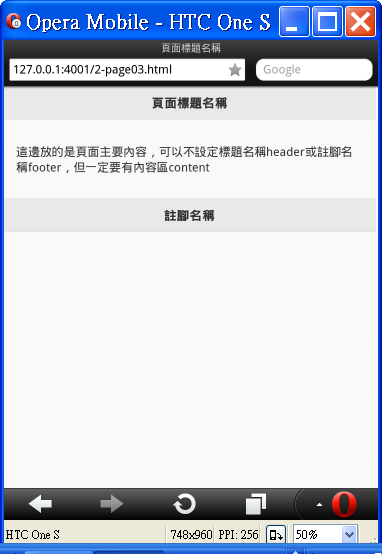 Opera Mobile - HTC One S
頁面標題名稱
127.0.0.1:4001/2-page03.html
Google
頁面標題名稱
這邊放的是頁面主要內容，可以不設定標題名稱header或註腳名
稱footer，但一定要有內容區content
註腳名稱
HTC One S 748x960 PPI: 256 50%